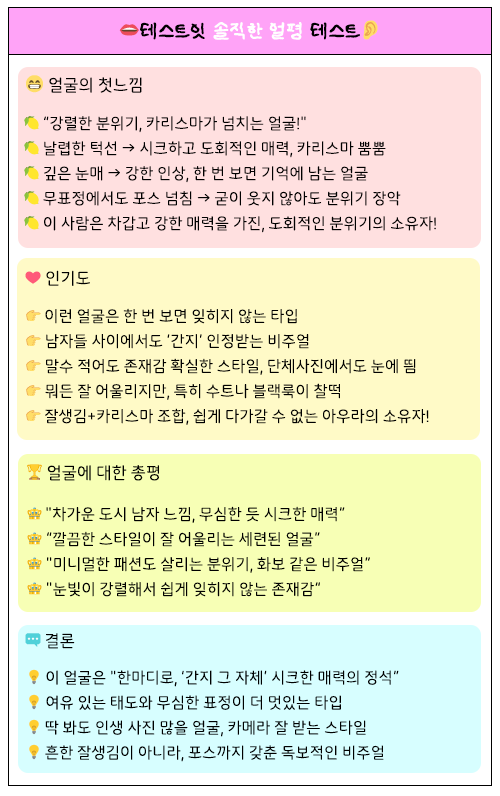 테스트힛 솔직한 얼평 테스트
얼굴의 첫느낌
“강렬한 분위기, 카리스마가 넘치는 얼굴!"
날렵한 턱선 → 시크하고 도회적인 매력, 카리스마 뿜뿜
깊은 눈매 → 강한 인상, 한 번 보면 기억에 남는 얼굴
무표정에서도 포스 넘침 → 굳이 웃지 않아도 분위기 장악
이 사람은 차갑고 강한 매력을 가진, 도회적인 분위기의 소유자!
인기도
이런 얼굴은 한 번 보면 잊히지 않는 타입
남자들 사이에서도 ‘간지’ 인정받는 비주얼
말수 적어도 존재감 확실한 스타일, 단체사진에서도 눈에 띔
뭐든 잘 어울리지만, 특히 수트나 블랙룩이 찰떡
잘생김+카리스마 조합, 쉽게 다가갈 수 없는 아우라의 소유자!
얼굴에 대한 총평
"차가운 도시 남자 느낌, 무심한 듯 시크한 매력”
“깔끔한 스타일이 잘 어울리는 세련된 얼굴”
"미니멀한 패션도 살리는 분위기, 화보 같은 비주얼”
"눈빛이 강렬해서 쉽게 잊히지 않는 존재감”
결론
이 얼굴은 "한마디로, ‘간지 그 자체’ 시크한 매력의 정석”
여유 있는 태도와 무심한 표정이 더 멋있는 타입
딱 봐도 인생 사진 많을 얼굴, 카메라 잘 받는 스타일
흔한 잘생김이 아니라, 포스까지 갖춘 독보적인 비주얼